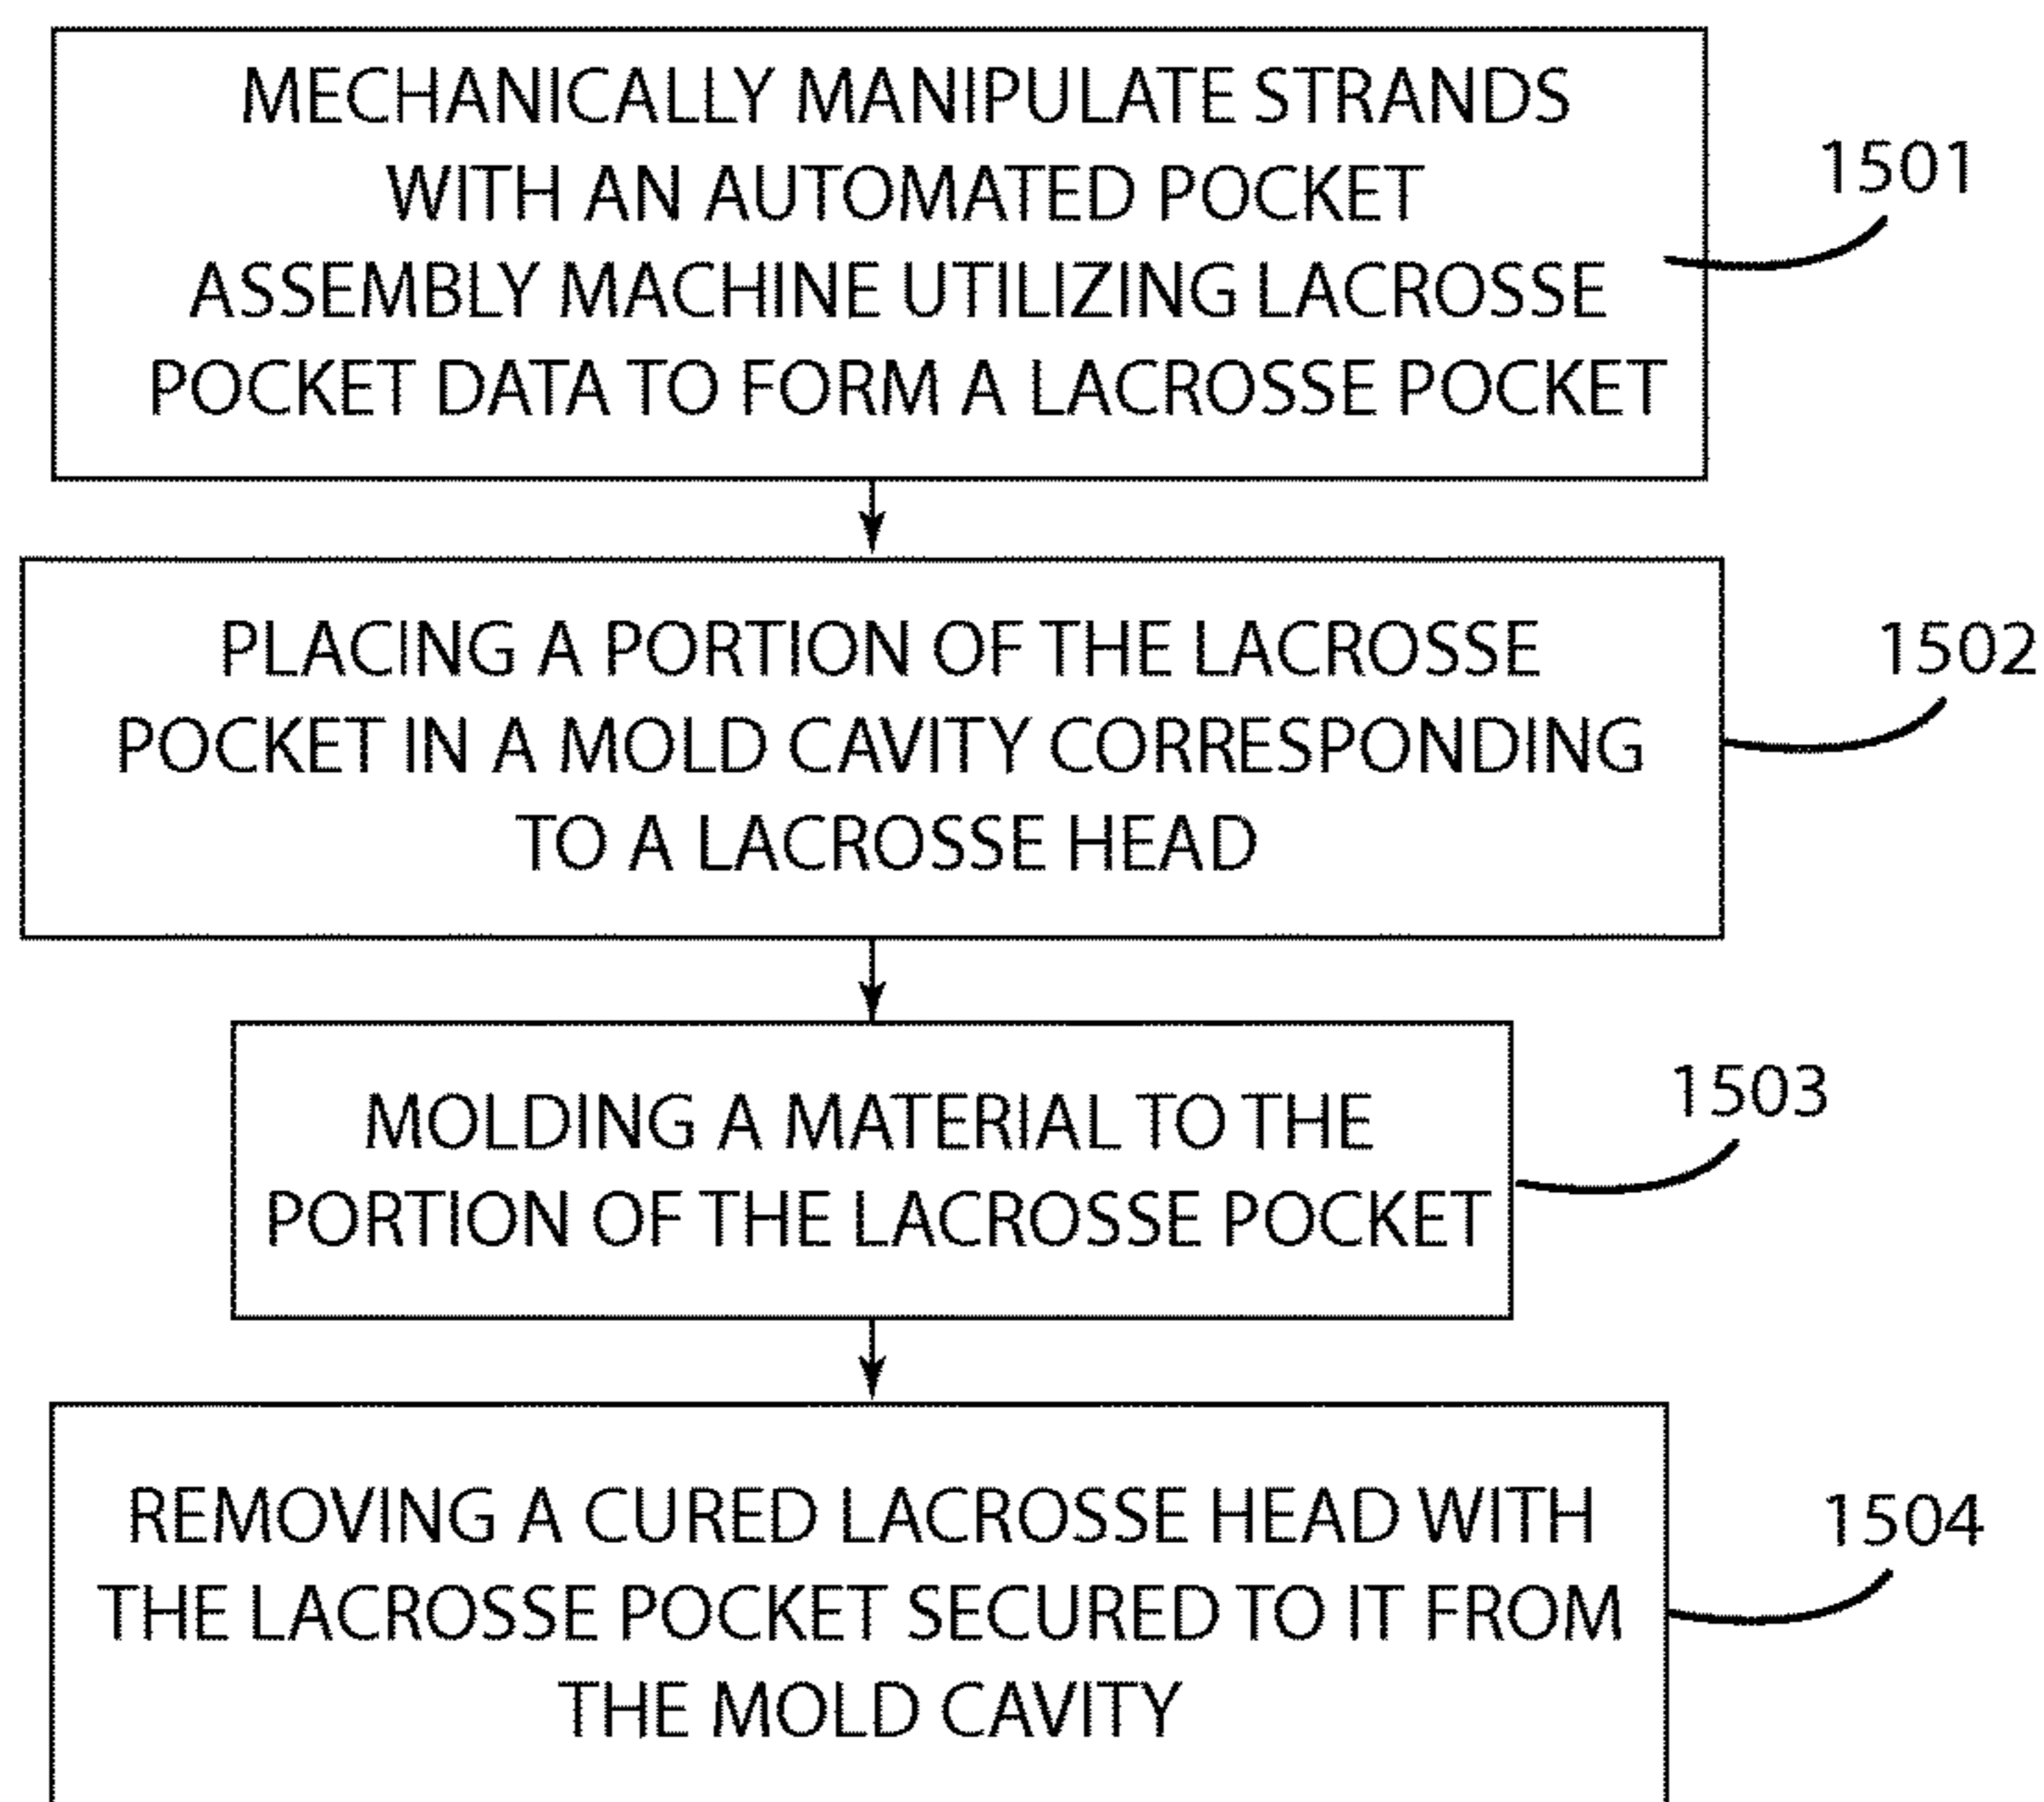 MECHANICALLY MANIPULATE STRANDS
WITH AN AUTOMATED POCKET
ASSEMBLY MACHINE UTILIZING LACROSSE
POCKET DATA TO FORM A LACROSSE POCKET
1501
PLACING A PORTION OF THE LACROSSE
POCKET IN A MOLD CAVITY CORRESPONDING
TO A LACROSSE HEAD
1502
MOLDING A MATERIAL TO THE
PORTION OF THE LACROSSE POCKET
1503
REMOVING A CURED LACROSSE HEAD WITH
THE LACROSSE POCKET SECURED TO IT FROM
THE MOLD CAVITY
1504